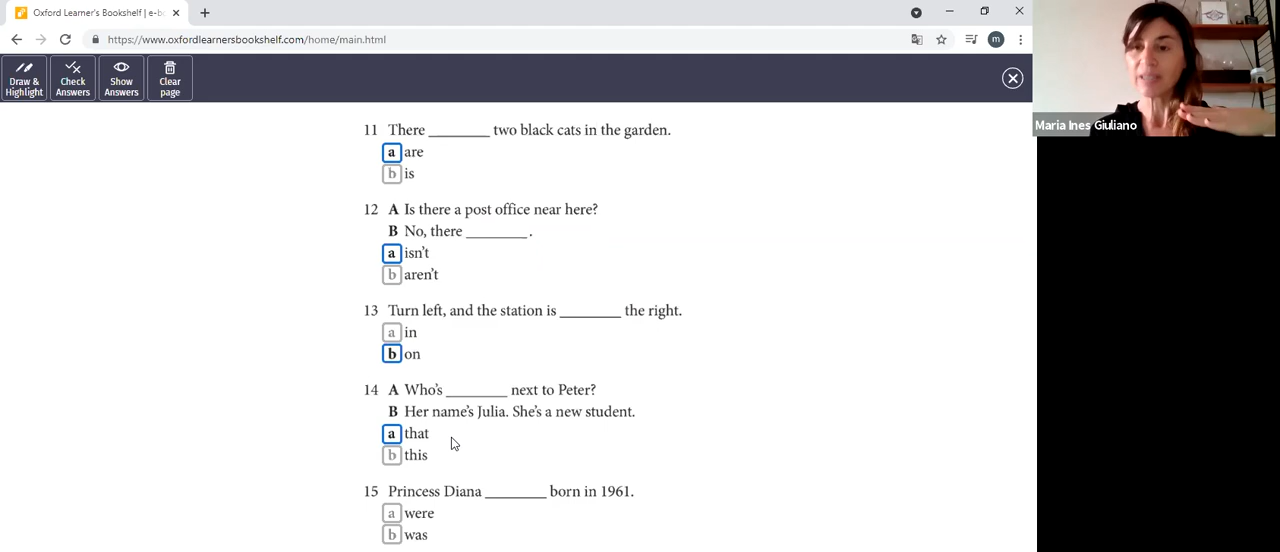 Oxford Learner's Bookshelf | e-bo
https://www.oxfordlearnersbookshelf.com/home/main.html
m
Draw & Highlight
Check Answers
Show Answers
Clear page
Maria Ines Giuliano
11 There ________ two black cats in the garden.
a are
b is
12 A Is there a post office near here?
B No, there ________ .
a isn't
b aren't
13 Turn left, and the station is ________ the right.
a in
b on
14 A Who's ________ next to Peter?
B Her name's Julia. She's a new student.
a that
b this
15 Princess Diana ________ born in 1961.
a were
b was